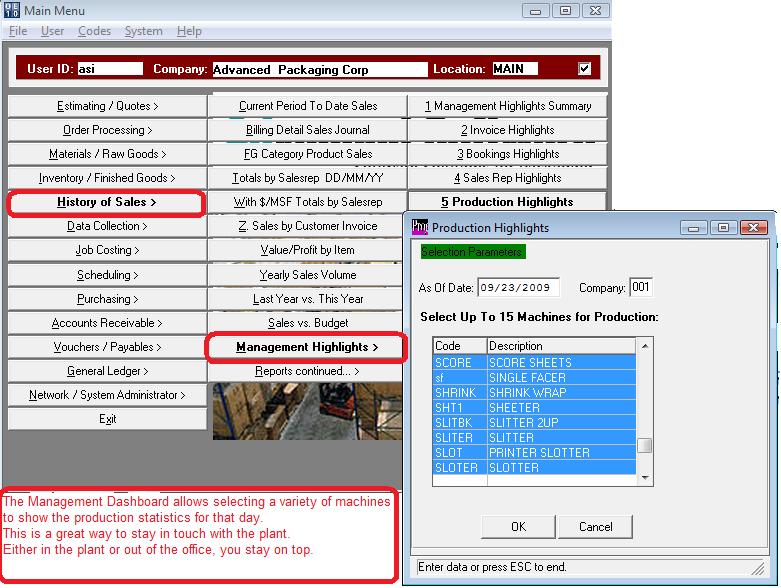 Main Menu
File User Codes System Help
User ID: asi Company: Advanced Packaging Corp Location: MAIN
Estimating / Quotes >
Order Processing >
Materials / Raw Goods >
Inventory / Finished Goods >
History of Sales >
Data Collection >
Job Costing >
Scheduling >
Purchasing >
Accounts Receivable >
Vouchers / Payables >
General Ledger >
Network / System Administrator >
Exit
Current Period To Date Sales
Billing Detail Sales Journal
FG Category Product Sales
Totals by Salesrep DD/MM/YY
With $/MSF Totals by Salesrep
Z. Sales by Customer Invoice
Value/Profit by Item
Yearly Sales Volume
Last Year vs. This Year
Sales vs. Budget
Management Highlights >
Reports continued... >
1 Management Highlights Summary
2 Invoice Highlights
3 Bookings Highlights
4 Sales Rep Highlights
5 Production Highlights
Production Highlights
Selection Parameters
As Of Date: 09/23/2009 Company: 001
Select Up To 15 Machines for Production:
Code Description
SCORE SCORE SHEETS
sf SINGLE FACER
SHRINK SHRINK WRAP
SHT1 SHEETER
SLITBK SLITTER 2UP
SLITER SLITTER
SLOT PRINTER SLOTTER
SLOTER SLOTTER
OK Cancel
Enter data or press ESC to end.
The Management Dashboard allows selecting a variety of machines
to show the production statistics for that day.
This is a great way to stay in touch with the plant.
Either in the plant or out of the office, you stay on top.